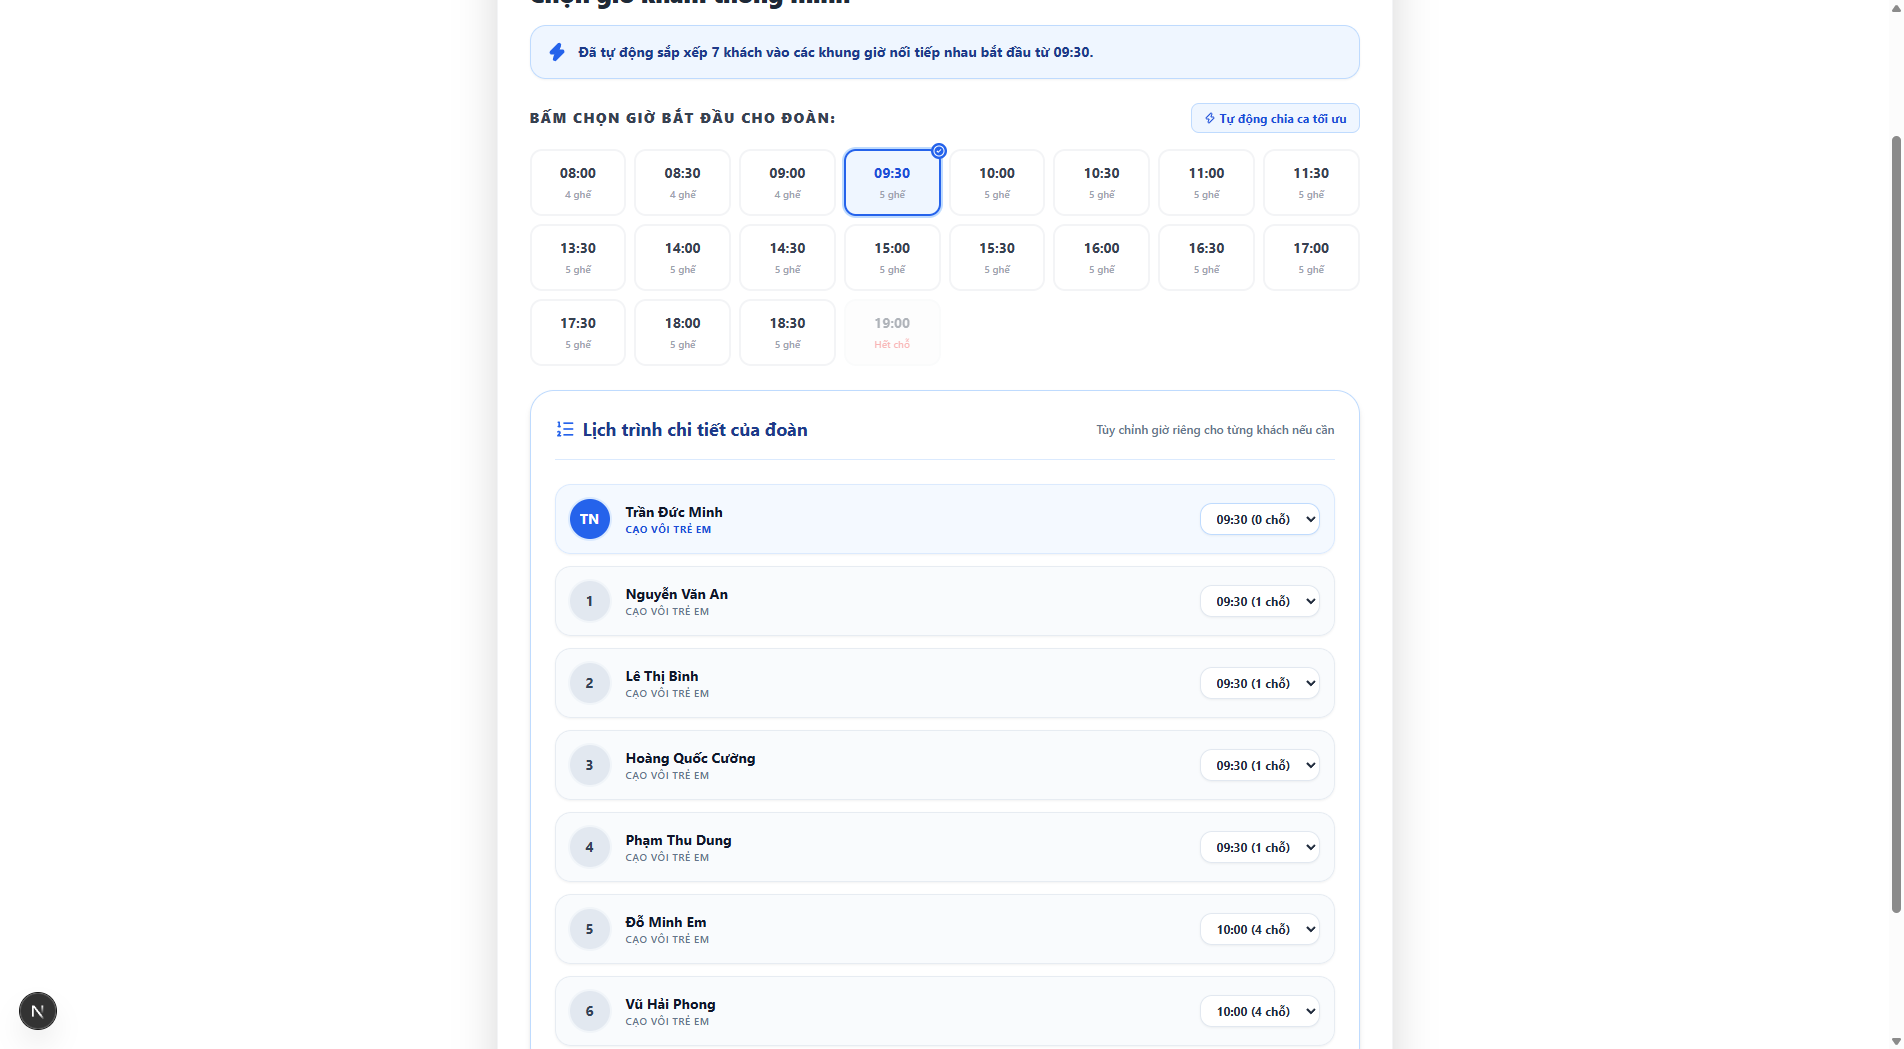 Chọn giờ khám thông minh
Đã tự động sắp xếp 7 khách vào các khung giờ nối tiếp nhau bắt đầu từ 09:30.
BẤM CHỌN GIỜ BẮT ĐẦU CHO ĐOÀN:
Tự động chia ca tối ưu
08:00 08:30 09:00 09:30 10:00 10:30 11:00 11:30
4 ghế 4 ghế 4 ghế 5 ghế 5 ghế 5 ghế 5 ghế 5 ghế
13:30 14:00 14:30 15:00 15:30 16:00 16:30 17:00
5 ghế 5 ghế 5 ghế 5 ghế 5 ghế 5 ghế 5 ghế 5 ghế
17:30 18:00 18:30 19:00
5 ghế 5 ghế 5 ghế Hết chỗ
Lịch trình chi tiết của đoàn
Tùy chỉnh giờ riêng cho từng khách nếu cần
TN
Trần Đức Minh
CẠO VÔI TRẺ EM
09:30 (0 chỗ)
1
Nguyễn Văn An
CẠO VÔI TRẺ EM
09:30 (1 chỗ)
2
Lê Thị Bình
CẠO VÔI TRẺ EM
09:30 (1 chỗ)
3
Hoàng Quốc Cường
CẠO VÔI TRẺ EM
09:30 (1 chỗ)
4
Phạm Thu Dung
CẠO VÔI TRẺ EM
09:30 (1 chỗ)
5
Đỗ Minh Em
CẠO VÔI TRẺ EM
10:00 (4 chỗ)
6
Vũ Hải Phong
CẠO VÔI TRẺ EM
10:00 (4 chỗ)
N